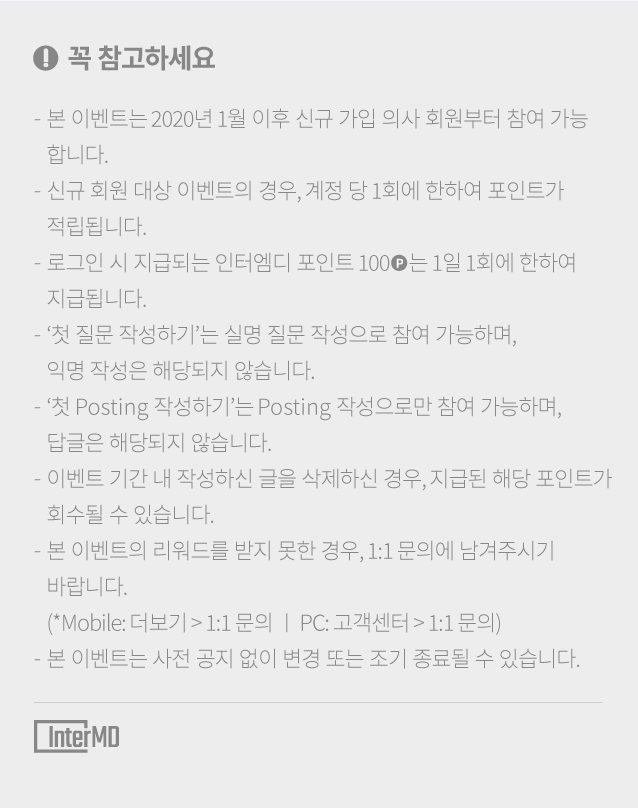 ! 꼭 참고하세요
- 본 이벤트는 2020년 1월 이후 신규 가입 의사 회원부터 참여 가능
합니다.
- 신규 회원 대상 이벤트의 경우, 계정 당 1회에 한하여 포인트가
적립됩니다.
- 로그인 시 지급되는 인터엠디 포인트 100P는 1일 1회에 한하여
지급됩니다.
- ‘첫 질문 작성하기’는 실명 질문 작성으로 참여 가능하며,
익명 작성은 해당되지 않습니다.
- ‘첫 Posting 작성하기’는 Posting 작성으로만 참여 가능하며,
답글은 해당되지 않습니다.
- 이벤트 기간 내 작성하신 글을 삭제하신 경우, 지급된 해당 포인트가
회수될 수 있습니다.
- 본 이벤트의 리워드를 받지 못한 경우, 1:1 문의에 남겨주시기
바랍니다.
(*Mobile: 더보기 > 1:1 문의 ㅣ PC: 고객센터 > 1:1 문의)
- 본 이벤트는 사전 공지 없이 변경 또는 조기 종료될 수 있습니다.
InterMD